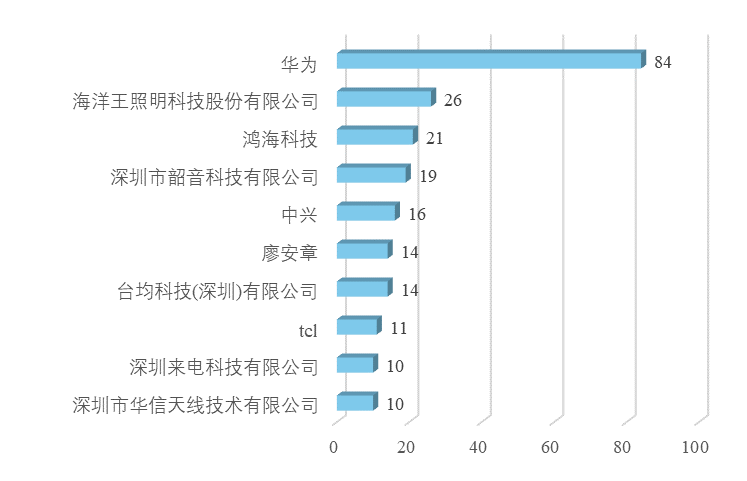 华为 84
海洋王照明科技股份有限公司 26
鸿海科技 21
深圳市韶音科技有限公司 19
中兴 16
廖安章 14
台均科技(深圳)有限公司 14
tcl 11
深圳来电科技有限公司 10
深圳市华信天线技术有限公司 10
0 20 40 60 80 100